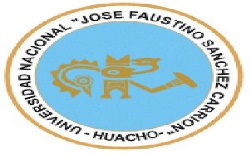 UNIVERSIDAD NACIONAL "JOSE FAUSTINO SANCHEZ CARRION"
- HUACHO -